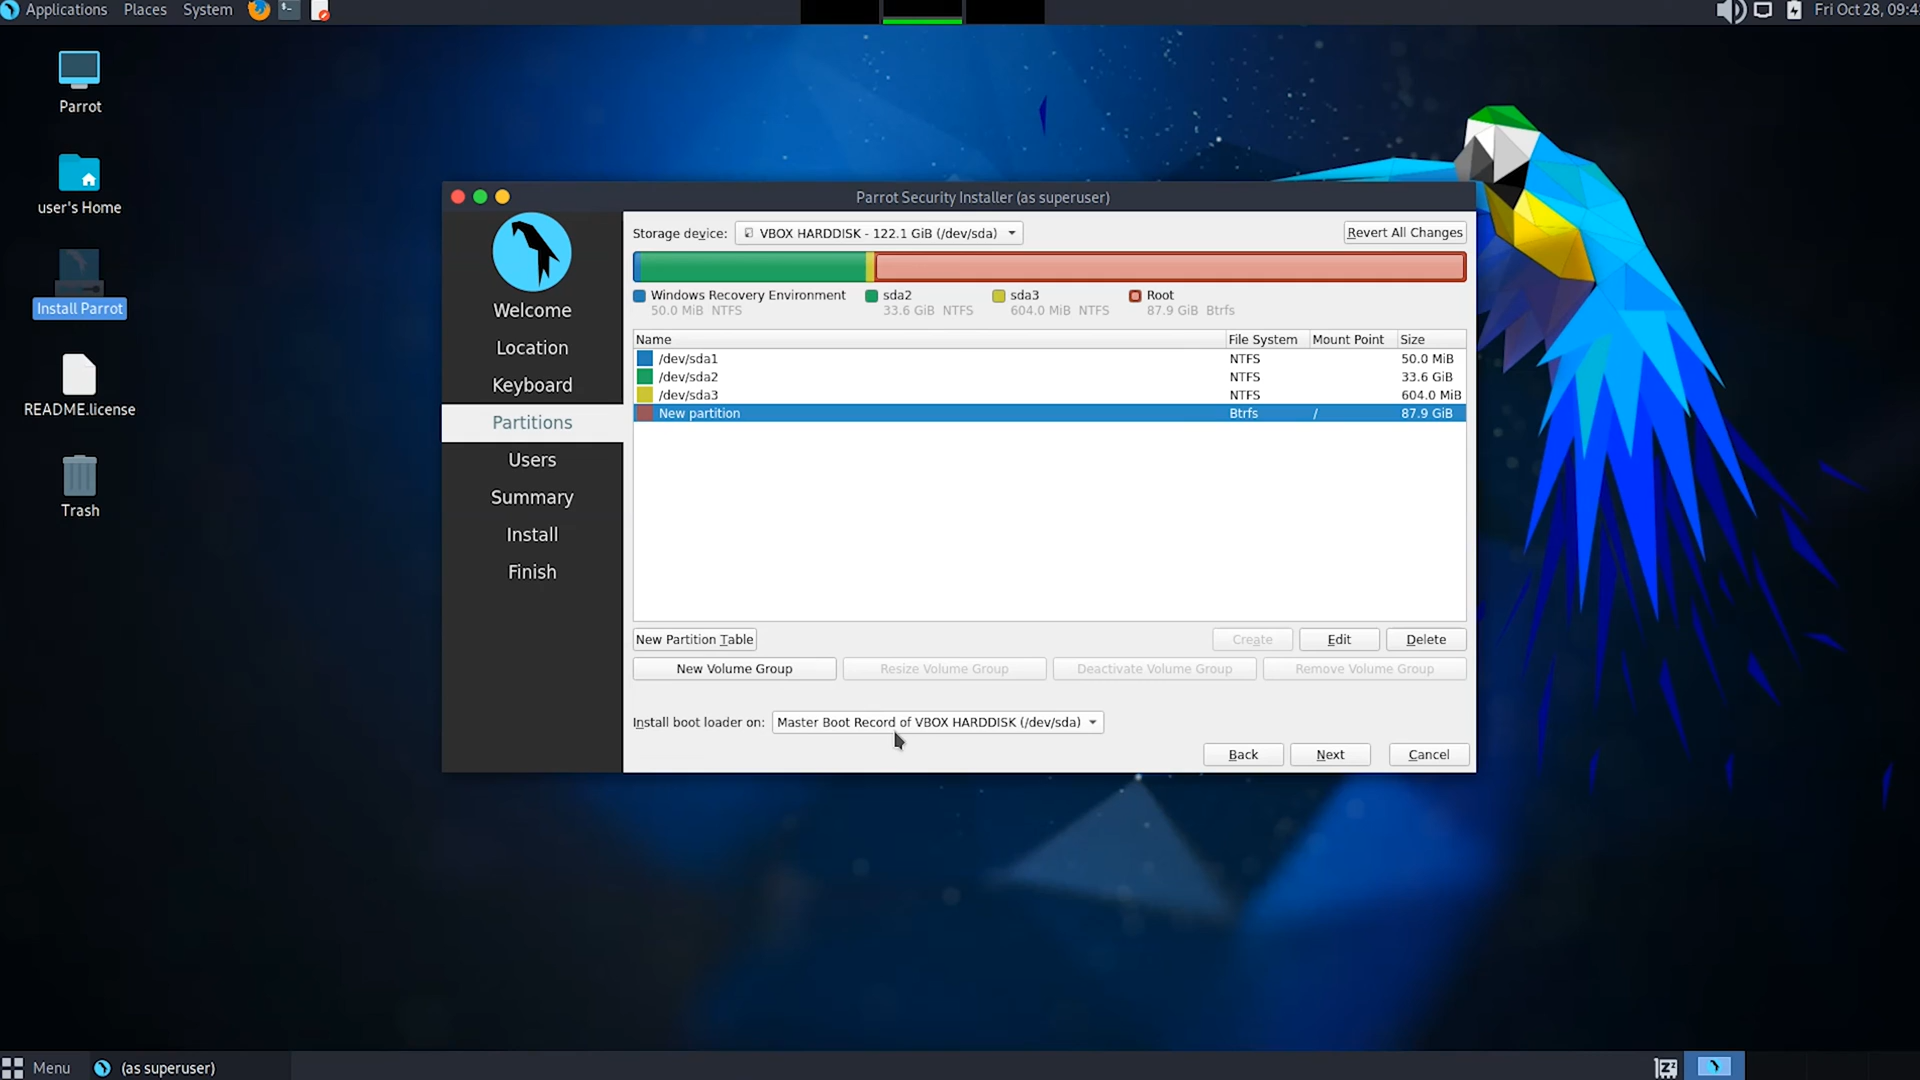 Applications Places System
Fri Oct 28, 09:4
Parrot
user's Home
Install Parrot
README.license
Trash
Parrot Security Installer (as superuser)
Welcome
Location
Keyboard
Partitions
Users
Summary
Install
Finish
Storage device: VBOX HARDDISK - 122.1 GiB (/dev/sda) Revert All Changes
Windows Recovery Environment sda2 sda3 Root
50.0 MiB NTFS 33.6 GiB NTFS 604.0 MiB NTFS 87.9 GiB Btrfs
Name File System Mount Point Size
/dev/sda1 NTFS 50.0 MiB
/dev/sda2 NTFS 33.6 GiB
/dev/sda3 NTFS 604.0 MiB
New partition Btrfs / 87.9 GiB
New Partition Table Create Edit Delete
New Volume Group Resize Volume Group Deactivate Volume Group Remove Volume Group
Install boot loader on: Master Boot Record of VBOX HARDDISK (/dev/sda)
Back Next Cancel
Menu (as superuser)